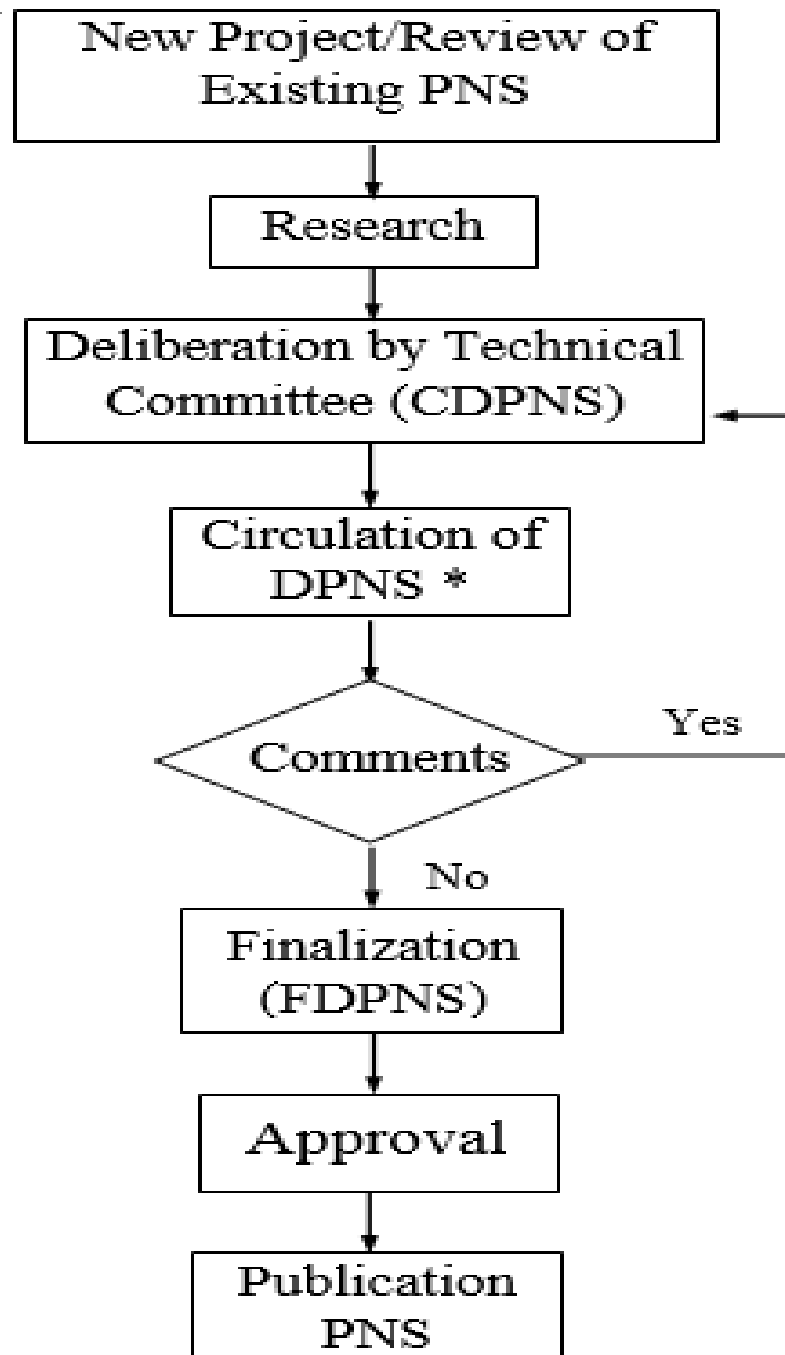 New Project/Review of
Existing PNS
Research
Deliberation by Technical
Committee (CDPNS)
Circulation of
DPNS *
Comments
Yes
No
Finalization
(FDPNS)
Approval
Publication
PNS